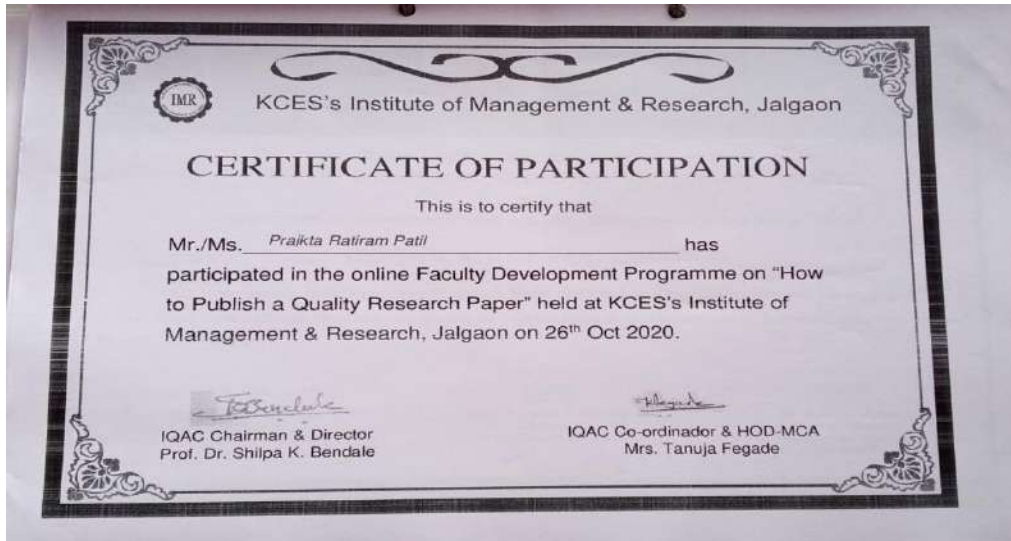 IMR
KCES's Institute of Management & Research, Jalgaon
CERTIFICATE OF PARTICIPATION
This is to certify that
Mr./Ms. Prajkta Ratiram Patil has
participated in the online Faculty Development Programme on "How
to Publish a Quality Research Paper" held at KCES's Institute of
Management & Research, Jalgaon on 26th Oct 2020.
IQAC Chairman & Director
Prof. Dr. Shilpa K. Bendale
IQAC Co-ordinador & HOD-MCA
Mrs. Tanuja Fegade